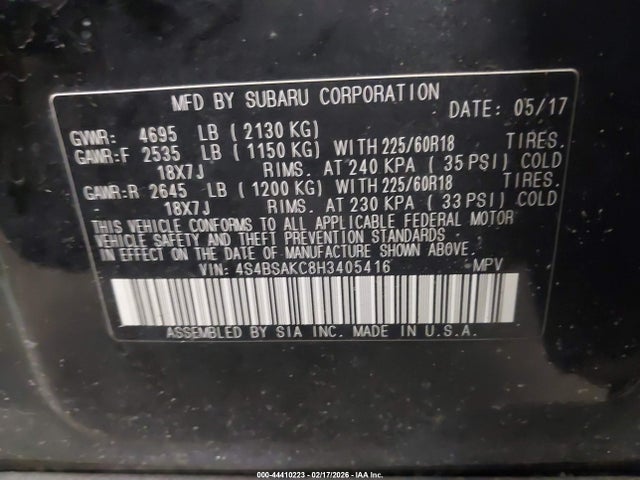 MFD BY SUBARU CORPORATION DATE: 05/17
GVWR: 4695 LB ( 2130 KG)
GAWR:F 2535 LB ( 1150 KG) WITH 225/60R18 TIRES.
18X7J RIMS. AT 240 KPA ( 35 PSI) COLD
GAWR:R 2645 LB ( 1200 KG) WITH 225/60R18 TIRES.
18X7J RIMS. AT 230 KPA ( 33 PSI) COLD
THIS VEHICLE CONFORMS TO ALL APPLICABLE FEDERAL MOTOR
VEHICLE SAFETY AND THEFT PREVENTION STANDARDS
IN EFFECT ON THE DATE OF MANUFACTURE SHOWN ABOVE.
VIN: 4S4BSAKC8H3405416 MPV
ASSEMBLED BY SIA INC. MADE IN U.S.A.
000-44410223 - 02/17/2026 - IAA Inc.